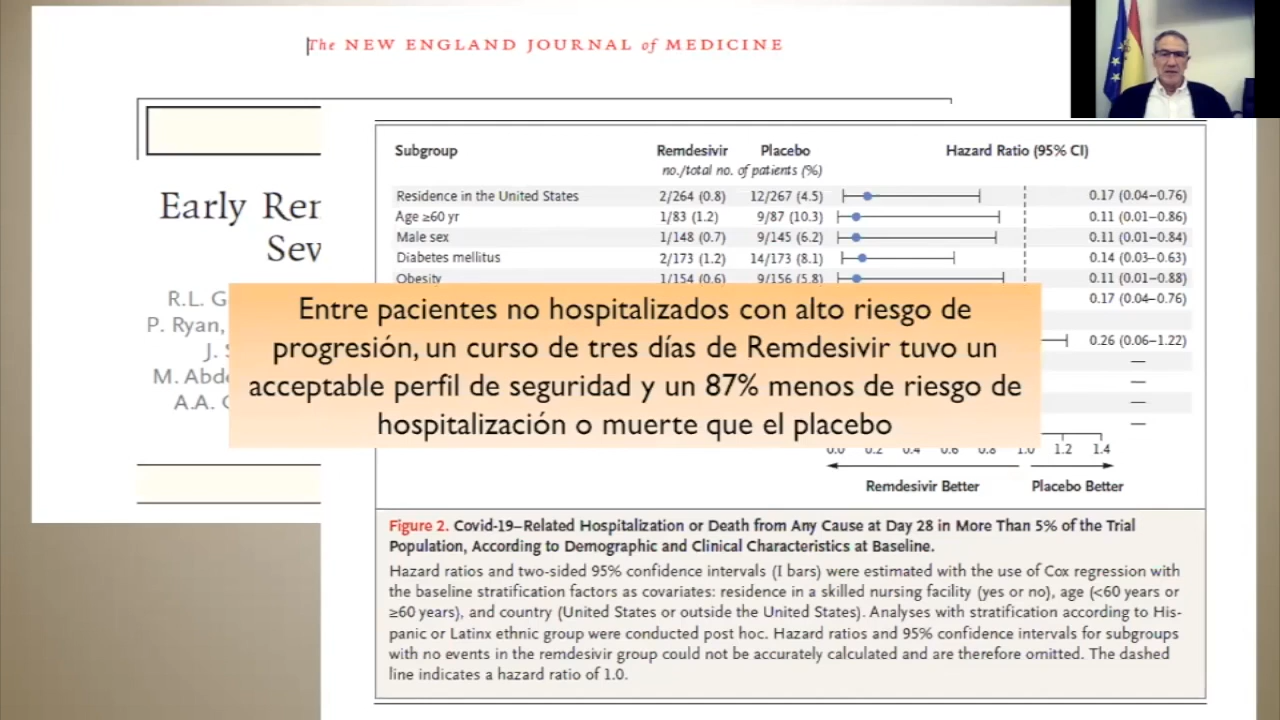 The NEW ENGLAND JOURNAL of MEDICINE
Early Rem
Sev
R.L. G
P. Ryan,
J. S
M. Abde
A.A. C
Subgroup Remdesivir Placebo Hazard Ratio (95% CI)
no./total no. of patients (%)
Residence in the United States 2/264 (0.8) 12/267 (4.5) 0.17 (0.04–0.76)
Age ≥60 yr 1/83 (1.2) 9/87 (10.3) 0.11 (0.01–0.86)
Male sex 1/148 (0.7) 9/145 (6.2) 0.11 (0.01–0.84)
Diabetes mellitus 2/173 (1.2) 14/173 (8.1) 0.14 (0.03–0.63)
Obesity 1/154 (0.6) 9/156 (5.8) 0.11 (0.01–0.88)
0.17 (0.04–0.76)
0.26 (0.06–1.22)
—
—
—
—
Entre pacientes no hospitalizados con alto riesgo de
progresión, un curso de tres días de Remdesivir tuvo un
acceptable perfil de seguridad y un 87% menos de riesgo de
hospitalización o muerte que el placebo
0.0 0.2 0.4 0.6 0.8 1.0 1.2 1.4
Remdesivir Better Placebo Better
Figure 2. Covid-19–Related Hospitalization or Death from Any Cause at Day 28 in More Than 5% of the Trial
Population, According to Demographic and Clinical Characteristics at Baseline.
Hazard ratios and two-sided 95% confidence intervals (I bars) were estimated with the use of Cox regression with
the baseline stratification factors as covariates: residence in a skilled nursing facility (yes or no), age (<60 years or
≥60 years), and country (United States or outside the United States). Analyses with stratification according to His-
panic or Latinx ethnic group were conducted post hoc. Hazard ratios and 95% confidence intervals for subgroups
with no events in the remdesivir group could not be accurately calculated and are therefore omitted. The dashed
line indicates a hazard ratio of 1.0.